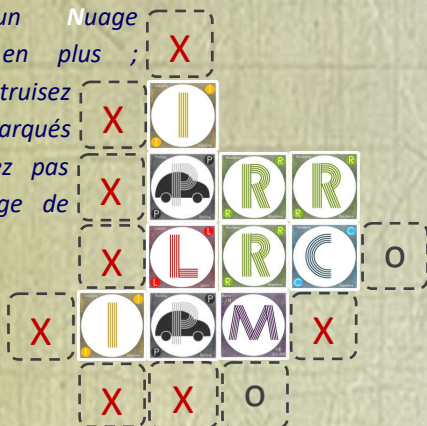 un Nuage
en plus ; X
truisez X I
arqués
ez pas X P R R
ge de
X L R C O
X I P M X
X X O